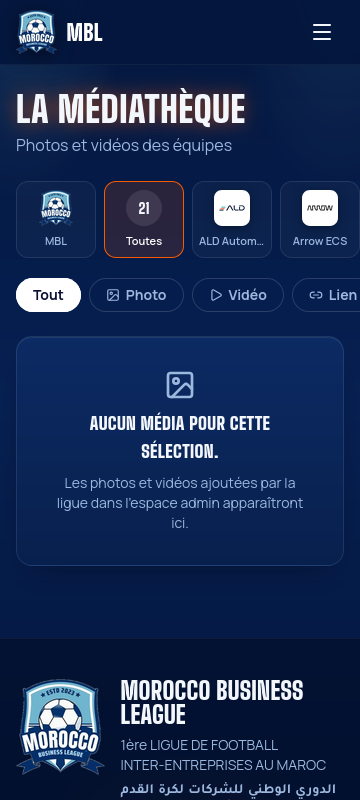 MOROCCO
MBL
LA MÉDIATHÈQUE
Photos et vidéos des équipes
MOROCCO
MBL
21
Toutes
ALD
ALD Autom...
ARROW
Arrow ECS
Tout
Photo
Vidéo
Lien
AUCUN MÉDIA POUR CETTE
SÉLECTION.
Les photos et vidéos ajoutées par la
ligue dans l'espace admin apparaîtront
ici.
★ ESTD 2023 ★
MOROCCO
BUSINESS LEAGUE
MOROCCO BUSINESS
LEAGUE
1ère LIGUE DE FOOTBALL
INTER-ENTREPRISES AU MAROC
الدوري الوطني للشركات لكرة القدم